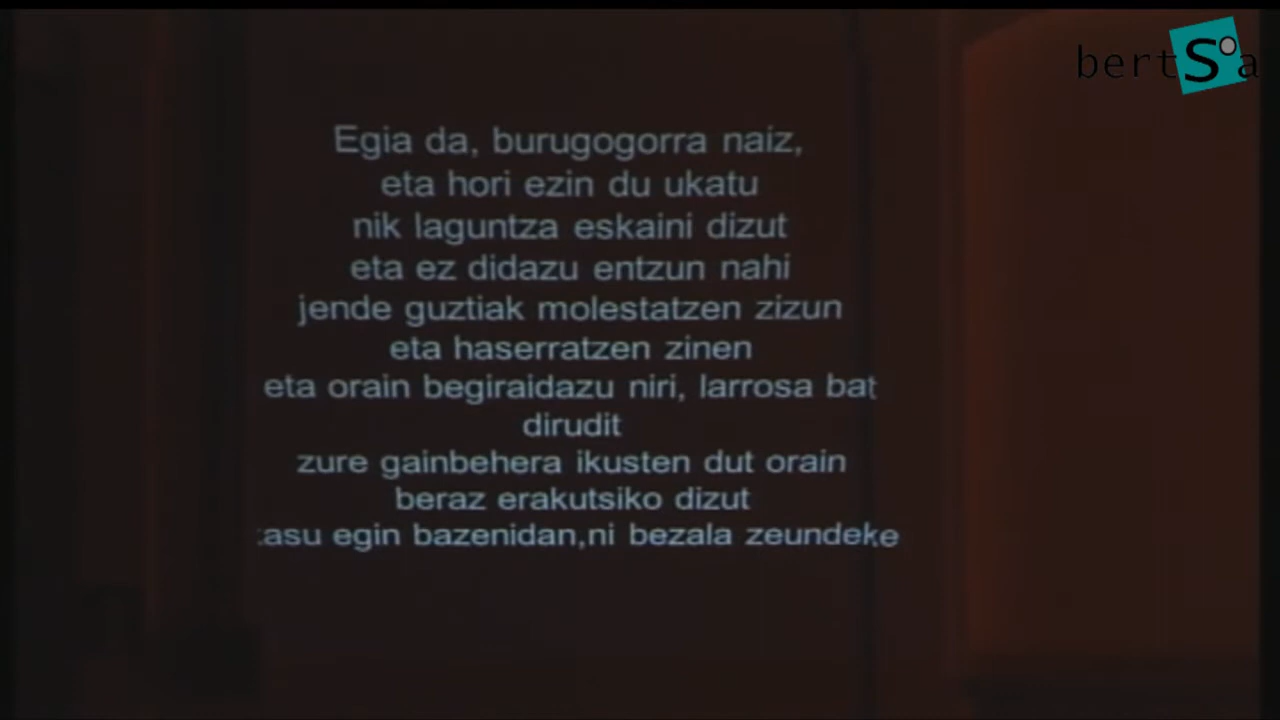 bertSa
Egia da, burugogorra naiz,
eta hori ezin du ukatu
nik laguntza eskaini dizut
eta ez didazu entzun nahi
jende guztiak molestatzen zizun
eta haserratzen zinen
eta orain begiraidazu niri, larrosa bat
dirudit
zure gainbehera ikusten dut orain
beraz erakutsiko dizut
asu egin bazenidan,ni bezala zeundeke